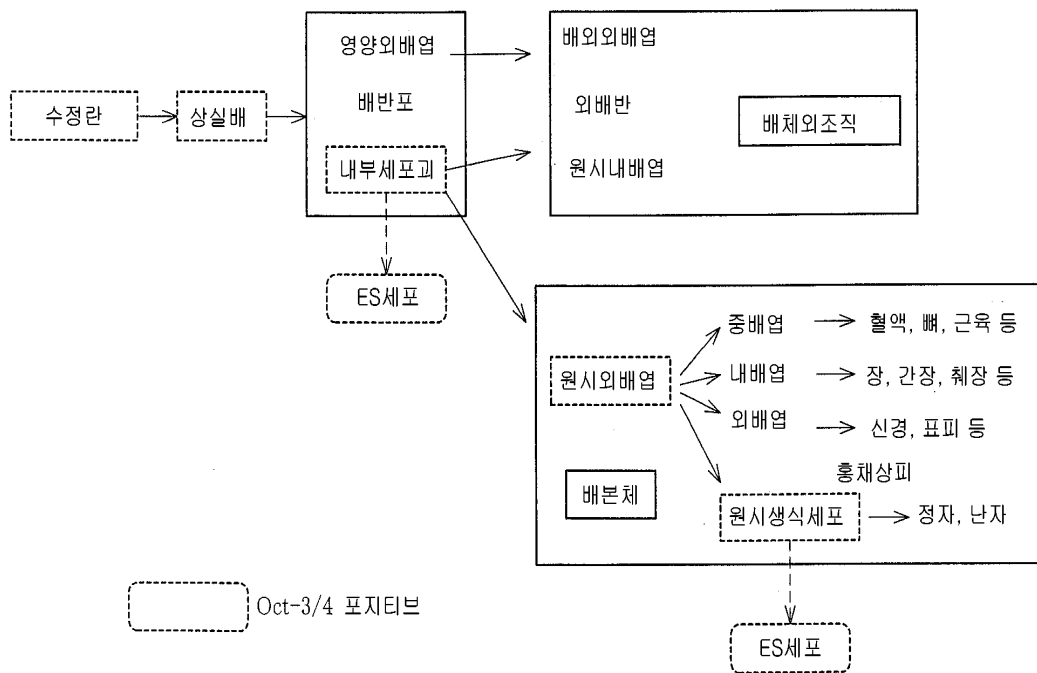 수정란
상실배
영양외배엽
배반포
내부세포괴
ES세포
배외외배엽
외배반
원시내배엽
배체외조직
원시외배엽
배본체
중배엽
혈액, 뼈, 근육 등
내배엽
장, 간장, 췌장 등
외배엽
신경, 표피 등
홍채상피
원시생식세포
정자, 난자
ES세포
Oct-3/4 포지티브